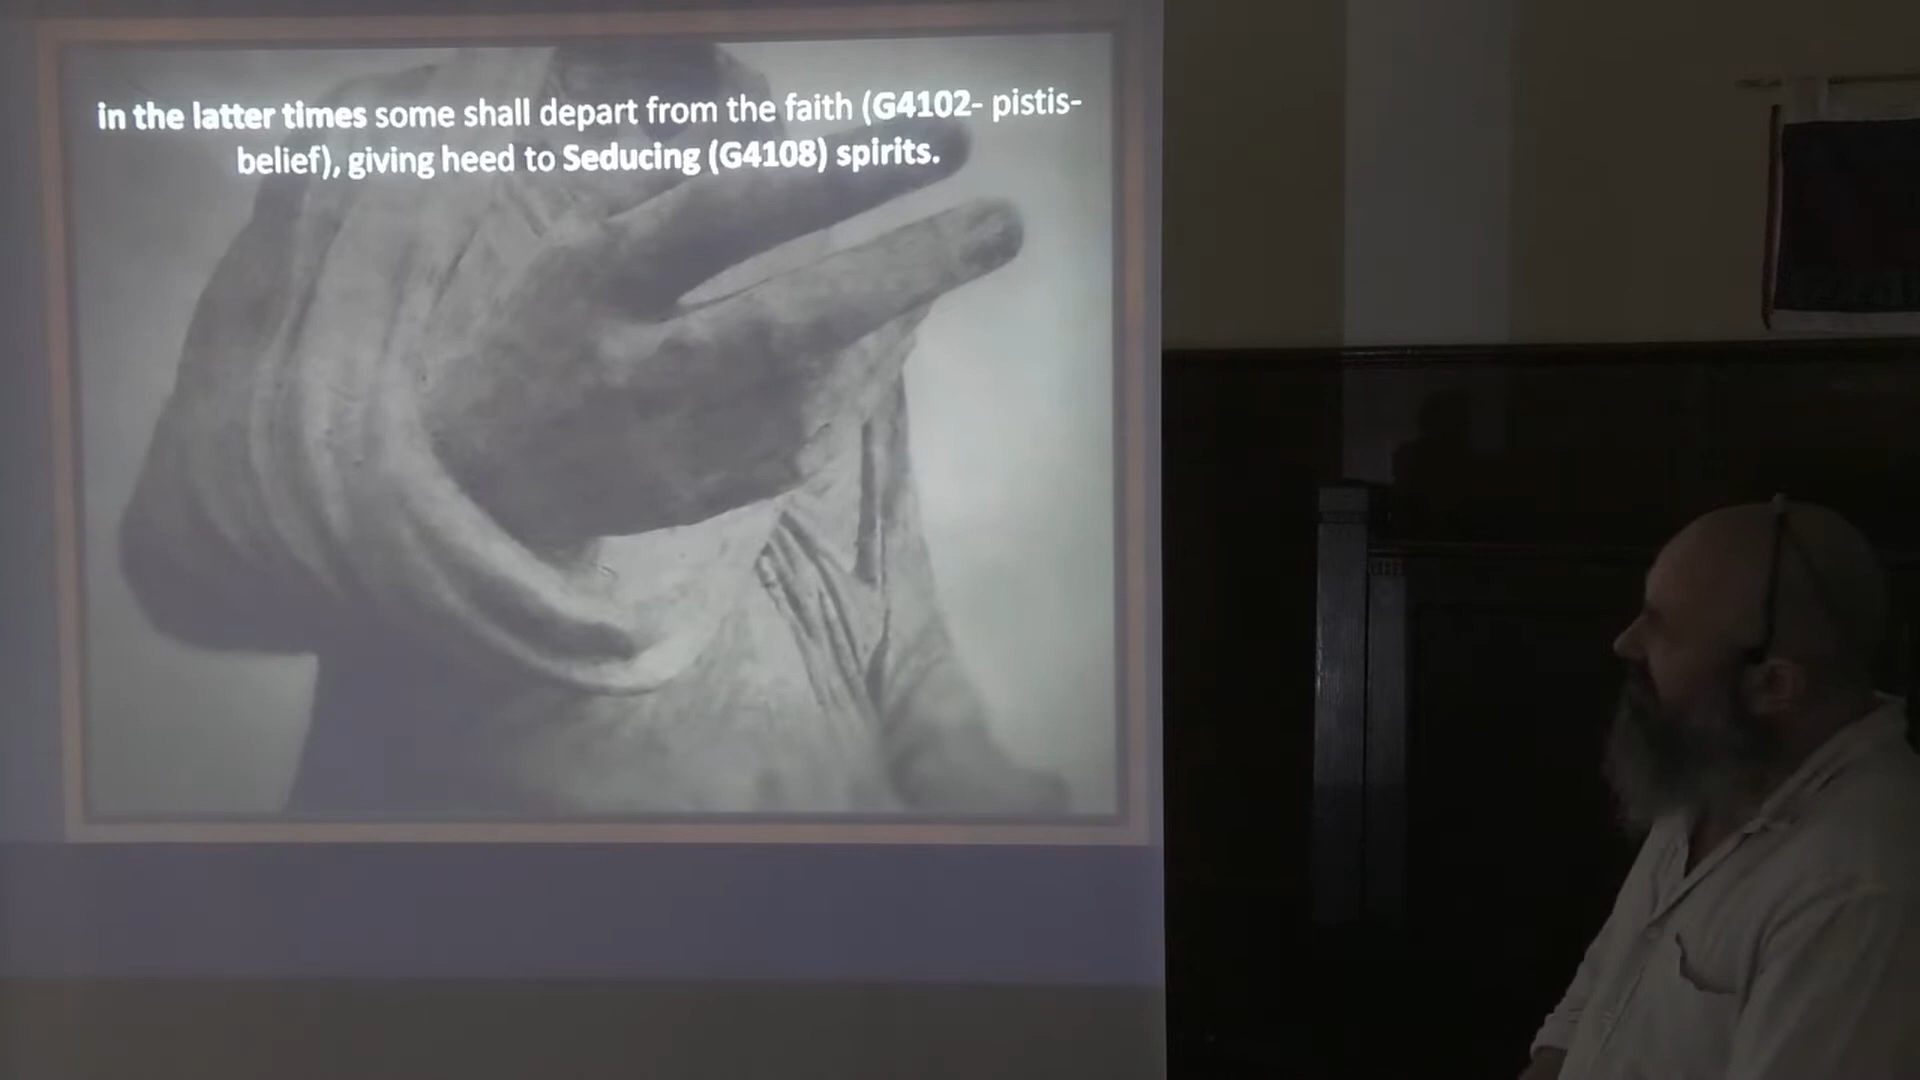 in the latter times some shall depart from the faith (G4102- pistis-
belief), giving heed to Seducing (G4108) spirits.